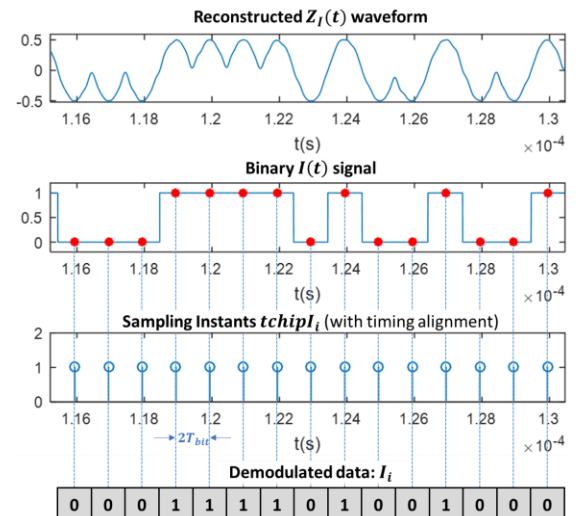 Reconstructed Z_I(t) waveform
0.5
0
-0.5
1.16 1.18 1.2 1.22 1.24 1.26 1.28 1.3
t(s)
×10⁻⁴
Binary I(t) signal
1
0.5
0
1.16 1.18 1.2 1.22 1.24 1.26 1.28 1.3
t(s)
×10⁻⁴
Sampling Instants tchipI_i (with timing alignment)
2
1
0
1.16 1.18 1.2 1.22 1.24 1.26 1.28 1.3
t(s)
×10⁻⁴
2T_bit
Demodulated data: I_i
0 0 0 1 1 1 1 0 1 0 0 1 0 0 0